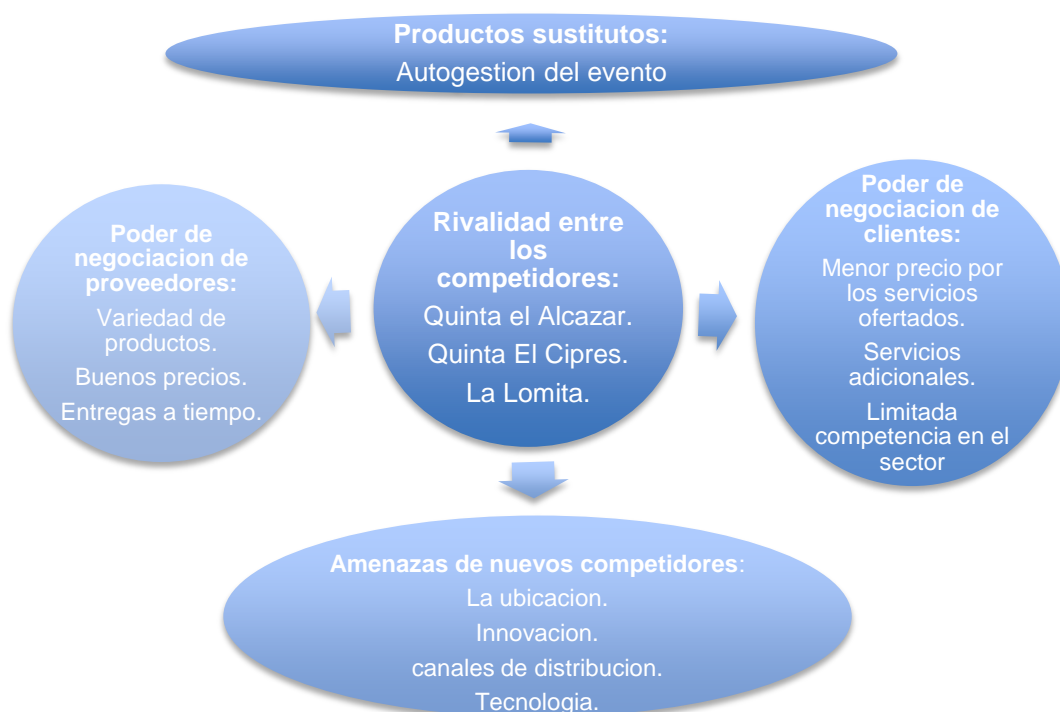 Productos sustitutos:
Autogestion del evento
Poder de
negociacion de
proveedores:
Variedad de
productos.
Buenos precios.
Entregas a tiempo.
Rivalidad entre
los
competidores:
Quinta el Alcazar.
Quinta El Cipres.
La Lomita.
Poder de
negociacion de
clientes:
Menor precio por
los servicios
ofertados.
Servicios
adicionales.
Limitada
competencia en el
sector
Amenazas de nuevos competidores:
La ubicacion.
Innovacion.
canales de distribucion.
Tecnologia.